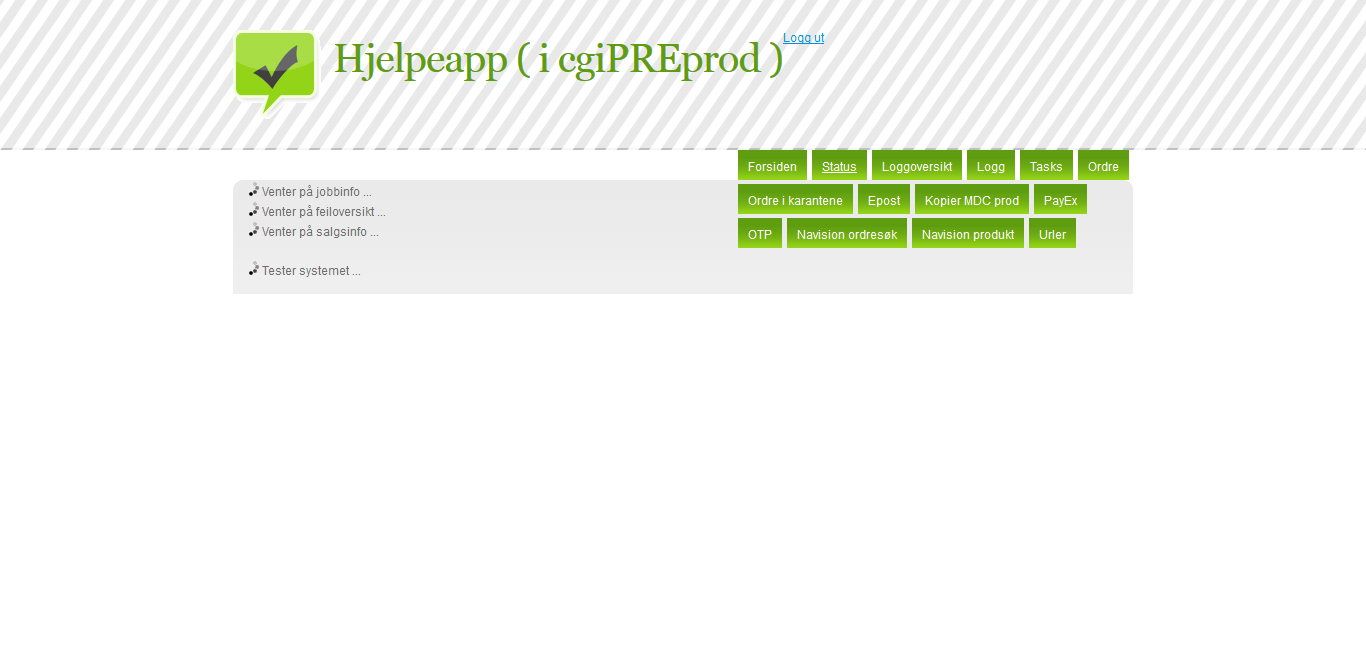 Hjelpeapp ( i cgiPREprod )
Logg ut
Forsiden Status Loggoversikt Logg Tasks Ordre
Ordre i karantene Epost Kopier MDC prod PayEx
OTP Navision ordresøk Navision produkt Urler
Venter på jobbinfo ...
Venter på feiloversikt ...
Venter på salgsinfo ...
Tester systemet ...